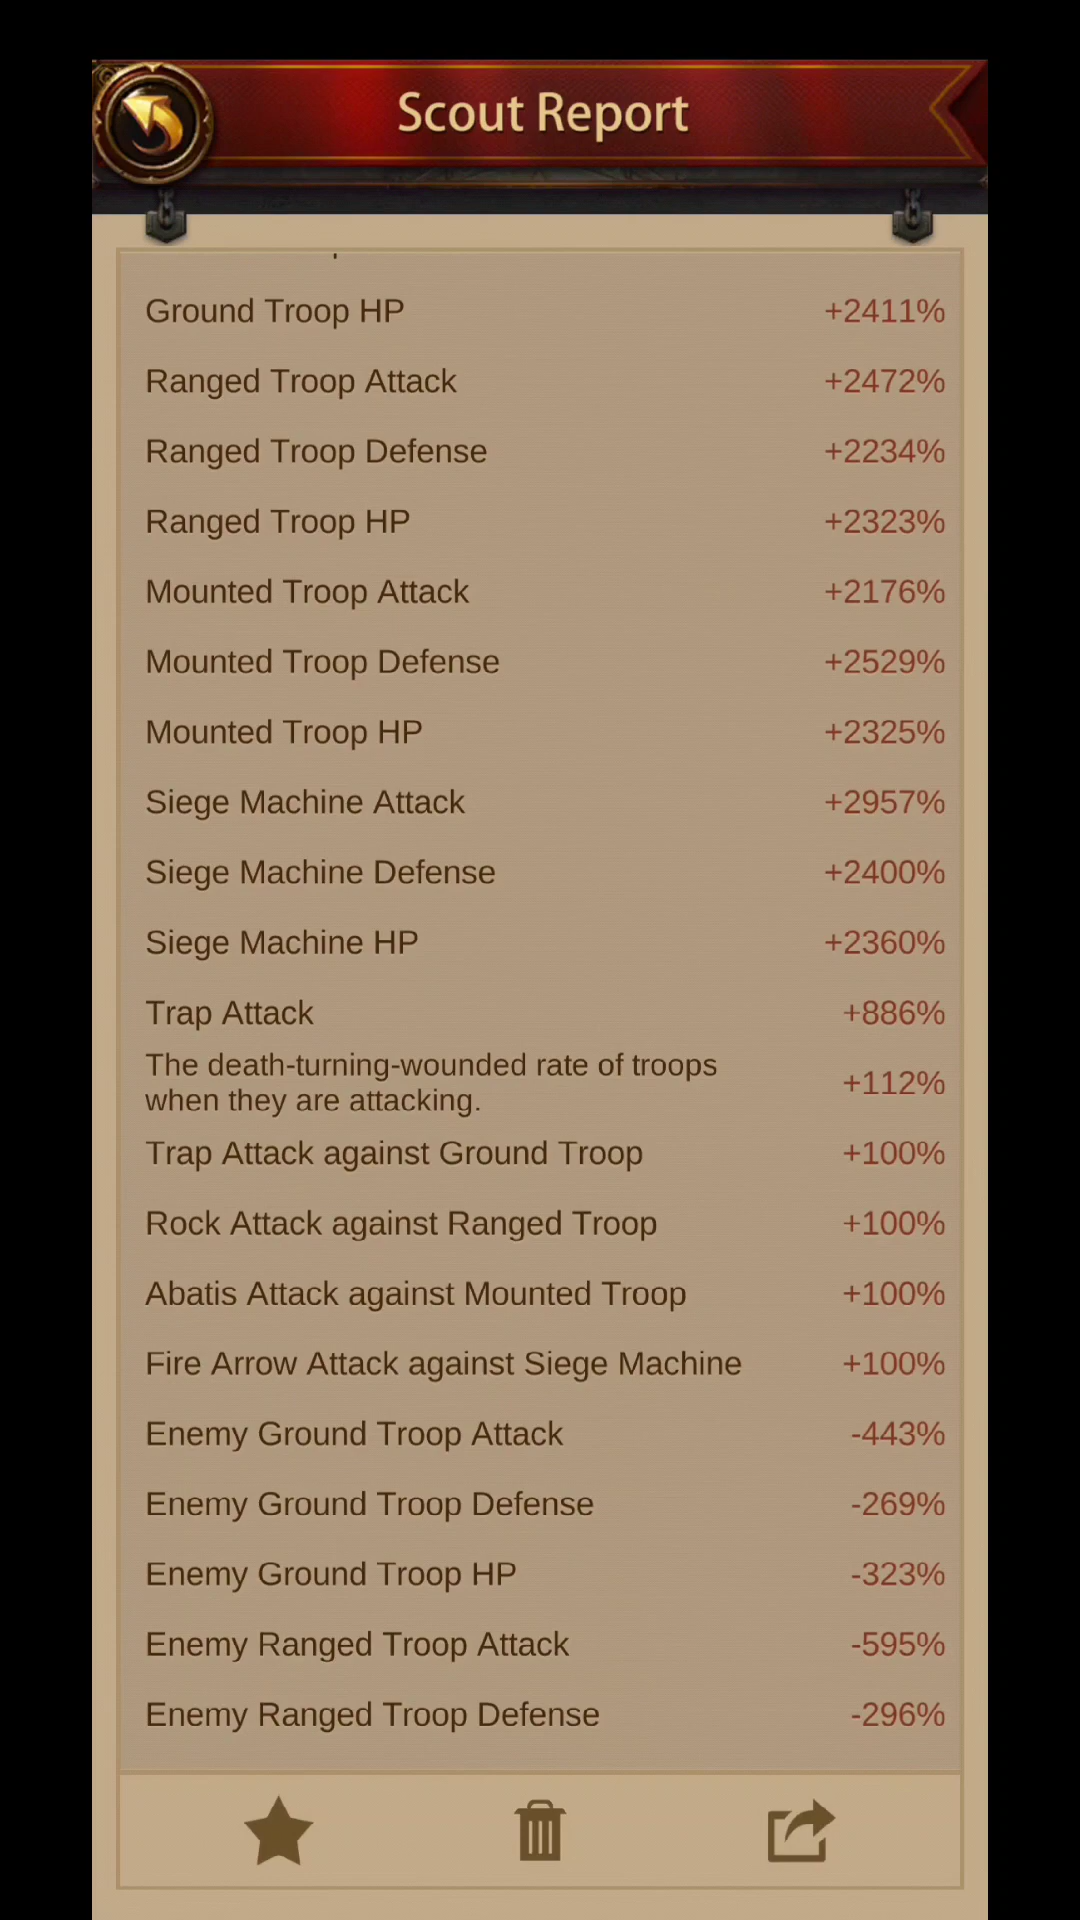 Scout Report
Ground Troop HP +2411%
Ranged Troop Attack +2472%
Ranged Troop Defense +2234%
Ranged Troop HP +2323%
Mounted Troop Attack +2176%
Mounted Troop Defense +2529%
Mounted Troop HP +2325%
Siege Machine Attack +2957%
Siege Machine Defense +2400%
Siege Machine HP +2360%
Trap Attack +886%
The death-turning-wounded rate of troops
when they are attacking. +112%
Trap Attack against Ground Troop +100%
Rock Attack against Ranged Troop +100%
Abatis Attack against Mounted Troop +100%
Fire Arrow Attack against Siege Machine +100%
Enemy Ground Troop Attack -443%
Enemy Ground Troop Defense -269%
Enemy Ground Troop HP -323%
Enemy Ranged Troop Attack -595%
Enemy Ranged Troop Defense -296%